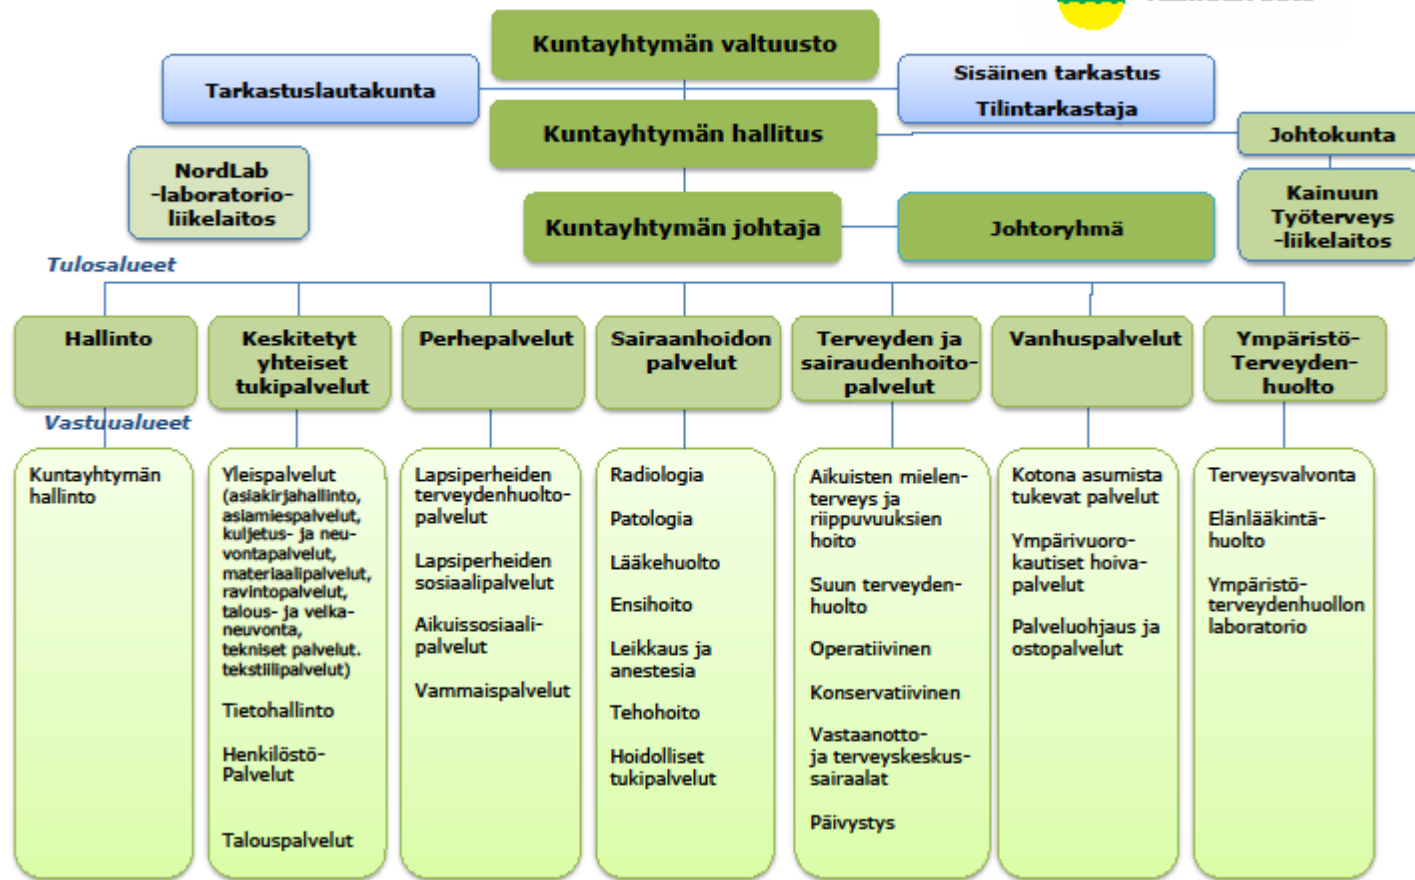 Kuntayhtymän valtuusto
Tarkastuslautakunta
Sisäinen tarkastus
Tilintarkastaja
Kuntayhtymän hallitus
Johtokunta
NordLab
-laboratorio-
liikelaitos
Kainuun
Työterveys
-liikelaitos
Kuntayhtymän johtaja
Johtoryhmä
Tulosalueet
Hallinto
Keskitetyt
yhteiset
tukipalvelut
Perhepalvelut
Sairaanhoidon
palvelut
Terveyden ja
sairaudenhoito-
palvelut
Vanhuspalvelut
Ympäristö-
Terveyden-
huolto
Vastuualueet
Kuntayhtymän
hallinto
Yleispalvelut
(asiakirjahallinto,
asiamiespalvelut,
kuljetus- ja neu-
vontapalvelut,
materiaalipalvelut,
ravintopalvelut,
talous- ja velka-
neuvonta,
tekniset palvelut.
tekstiilipalvelut)
Tietohallinto
Henkilöstö-
Palvelut
Talouspalvelut
Lapsiperheiden
terveydenhuolto-
palvelut
Lapsiperheiden
sosiaalipalvelut
Aikuissosiaali-
palvelut
Vammaispalvelut
Radiologia
Patologia
Lääkehuolto
Ensihoito
Leikkaus ja
anestesia
Tehohoito
Hoidolliset
tukipalvelut
Aikuisten mielen-
terveys ja
riippuvuuksien
hoito
Suun terveyden-
huolto
Operatiivinen
Konservatiivinen
Vastaanotto-
ja terveyskeskus-
sairaalat
Päivystys
Kotona asumista
tukevat palvelut
Ympärivuoro-
kautiset hoiva-
palvelut
Palveluohjaus ja
ostopalvelut
Terveysvalvonta
Elänlääkintä-
huolto
Ympäristö-
terveydenhuollon
laboratorio